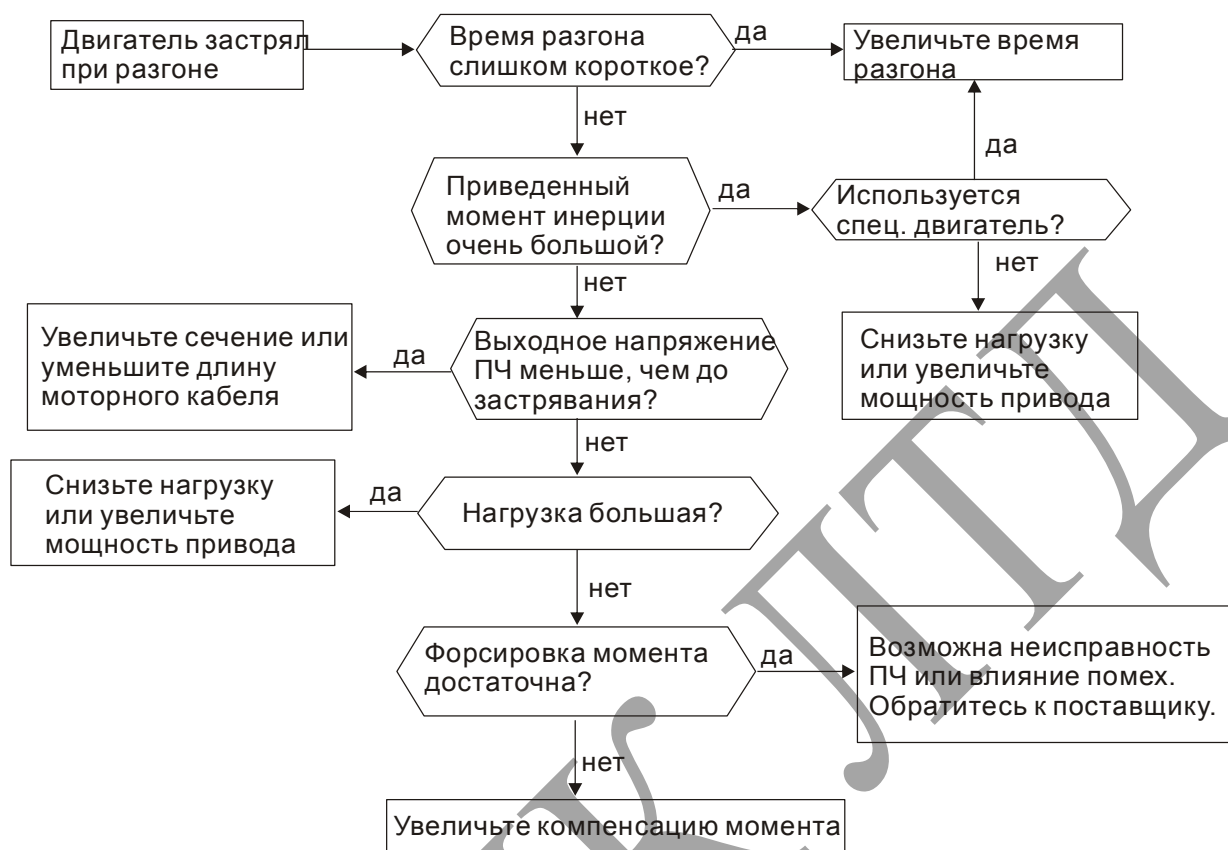 Двигатель застрял
при разгоне
Время разгона
слишком короткое?
да
Увеличьте время
разгона
нет
да
Приведенный
момент инерции
очень большой?
да
Используется
спец. двигатель?
нет
нет
Увеличьте сечение или
уменьшите длину
моторного кабеля
да
Выходное напряжение
ПЧ меньше, чем до
застрявания?
Снизьте нагрузку
или увеличьте
мощность привода
нет
Снизьте нагрузку
или увеличьте
мощность привода
да
Нагрузка большая?
нет
Форсировка момента
достаточна?
да
Возможна неисправность
ПЧ или влияние помех.
Обратитесь к поставщику.
нет
Увеличьте компенсацию момента
К ЛТД